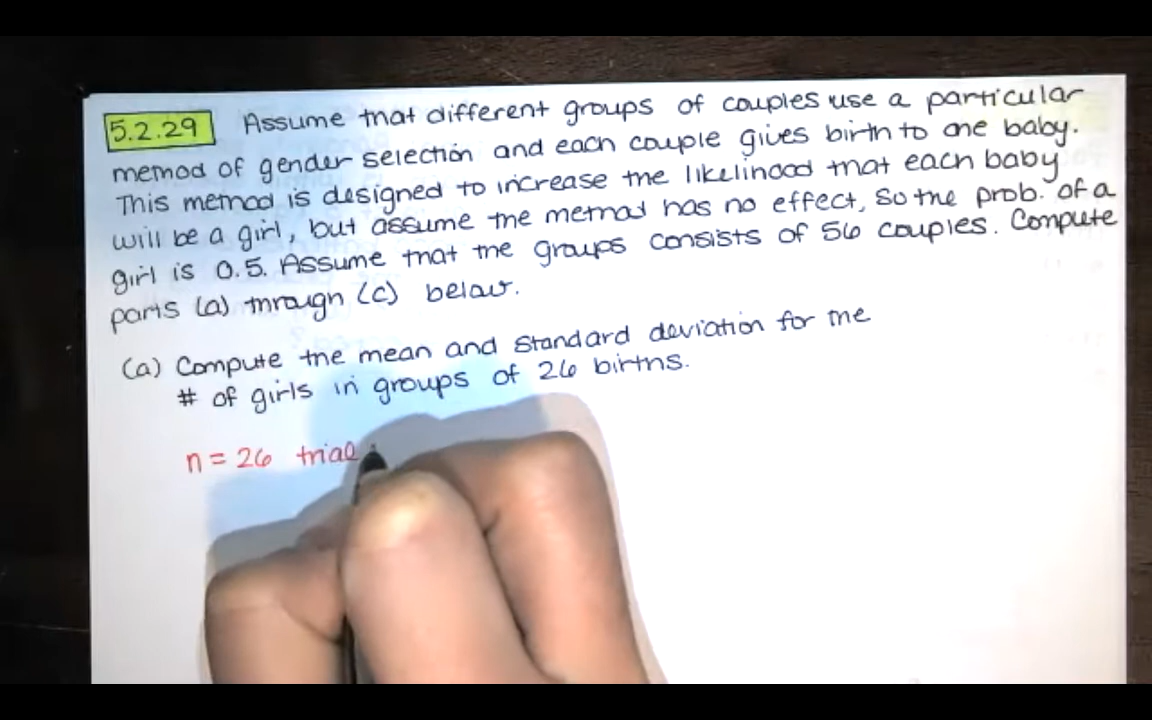 5.2.29 Assume that different groups of couples use a particular
method of gender selection and each couple gives birth to one baby.
This method is designed to increase the likelihood that each baby
will be a girl, but assume the method has no effect, so the prob. of a
girl is 0.5. Assume that the groups consists of 56 couples. Compute
parts (a) through (c) below.
(a) Compute the mean and standard deviation for the
# of girls in groups of 26 births.
n = 26 trial